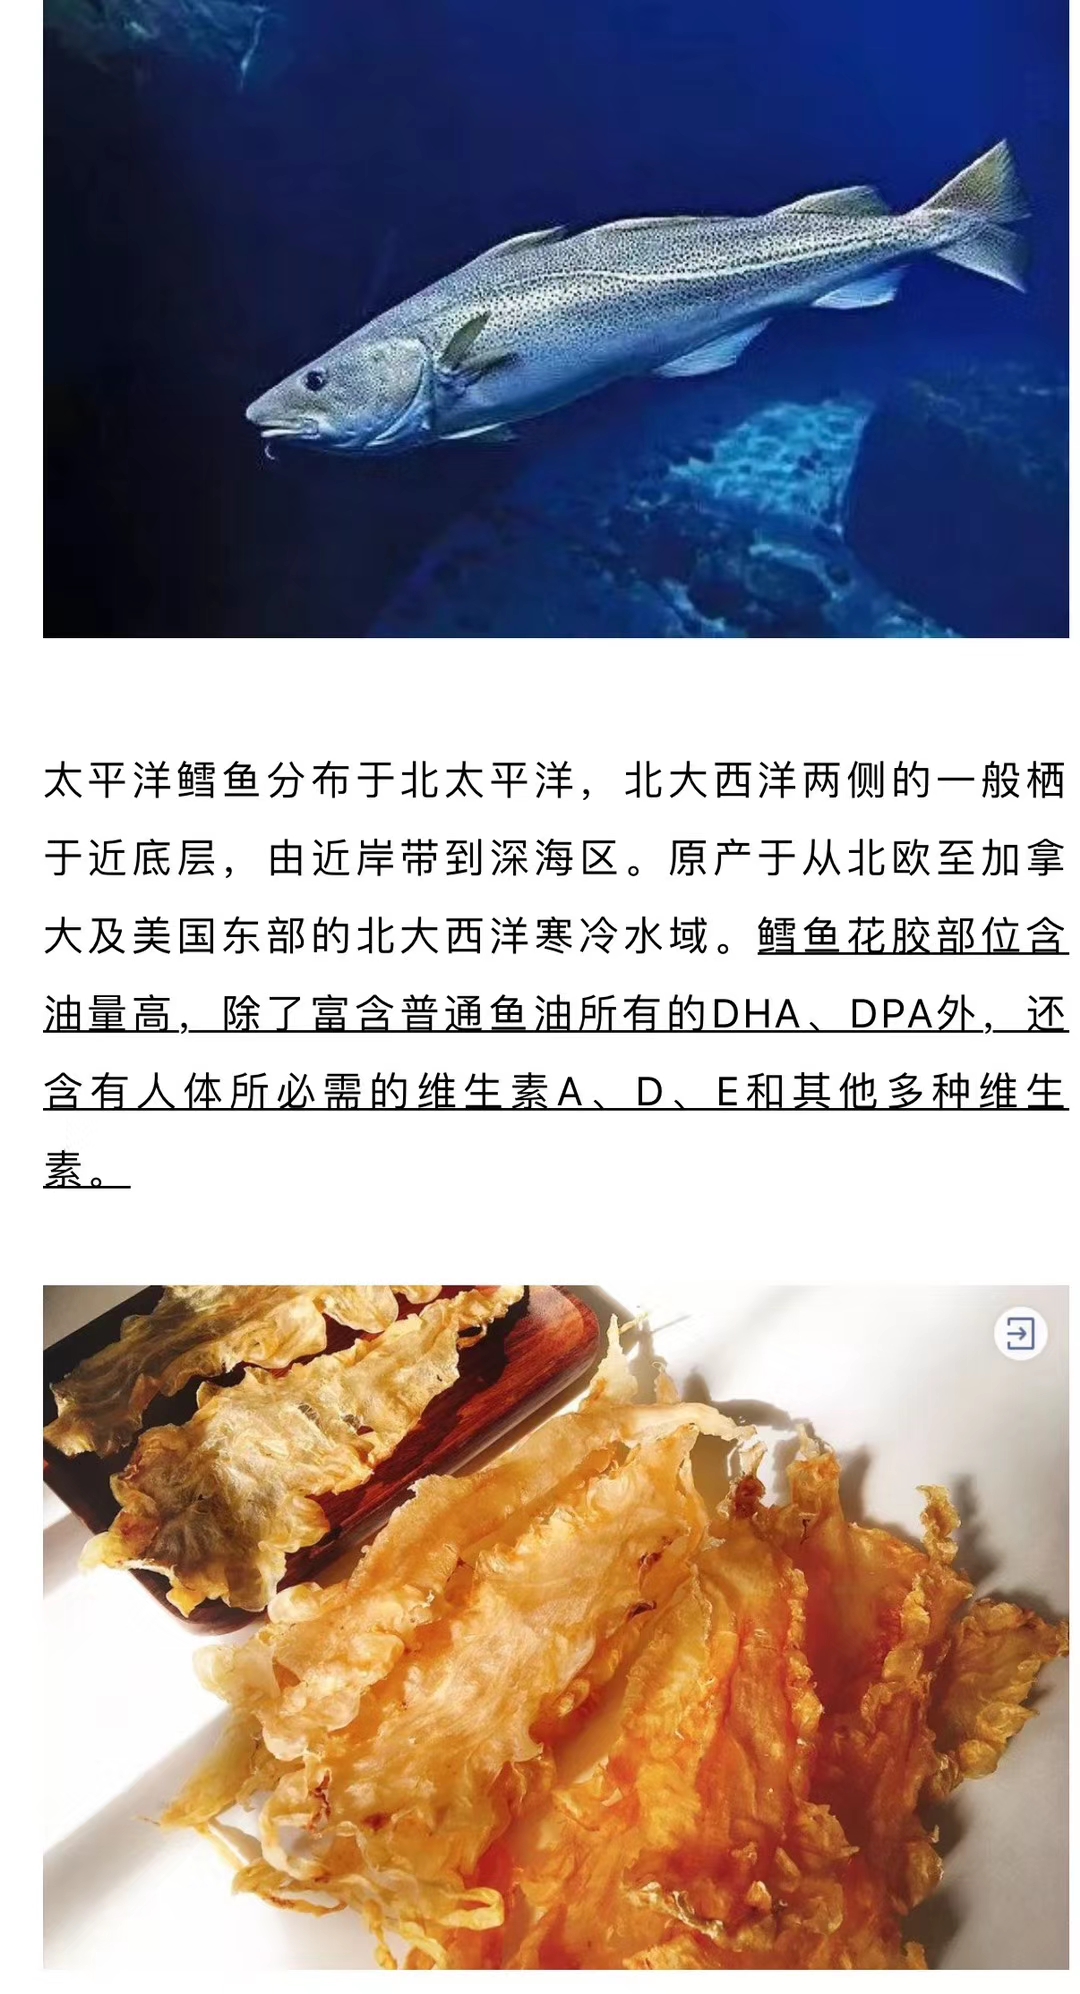 太平洋鳕鱼分布于北太平洋，北大西洋两侧的一般栖
于近底层，由近岸带到深海区。原产于从北欧至加拿
大及美国东部的北大西洋寒冷水域。鳕鱼花胶部位含
油量高，除了富含普通鱼油所有的DHA、DPA外，还
含有人体所必需的维生素A、D、E和其他多种维生
素。